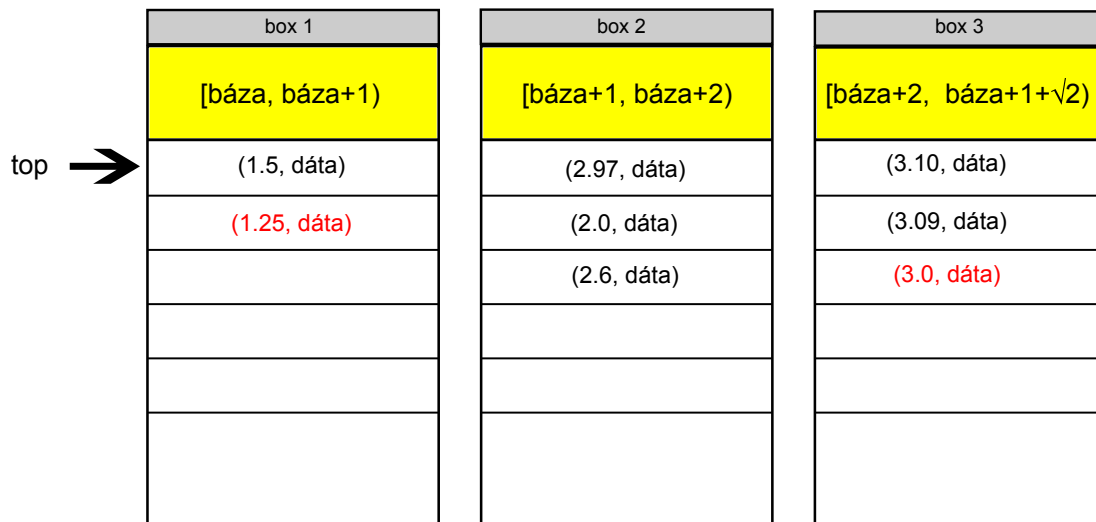 box 1
[báza, báza+1)
top
(1.5, dáta)
(1.25, dáta)
box 2
[báza+1, báza+2)
(2.97, dáta)
(2.0, dáta)
(2.6, dáta)
box 3
[báza+2, báza+1+√2)
(3.10, dáta)
(3.09, dáta)
(3.0, dáta)